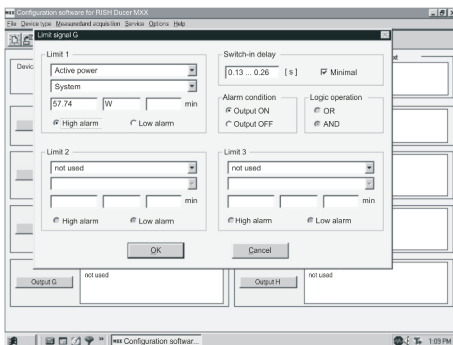 Configuration software for RISH Ducer MXX
File Device type Measurand and acquisition Service Options Help
Limit signal G
Limit 1
Active power
System
57.74 W min
High alarm Low alarm
Switch-in delay
0.13 ... 0.26 [ s ] Minimal
Alarm condition
Output ON
Output OFF
Logic operation
OR
AND
Limit 2
not used
min
High alarm Low alarm
Limit 3
not used
min
High alarm Low alarm
OK Cancel
Devic
xt
Output G not used
Output H not used
Configuration softwar...
1:09 PM